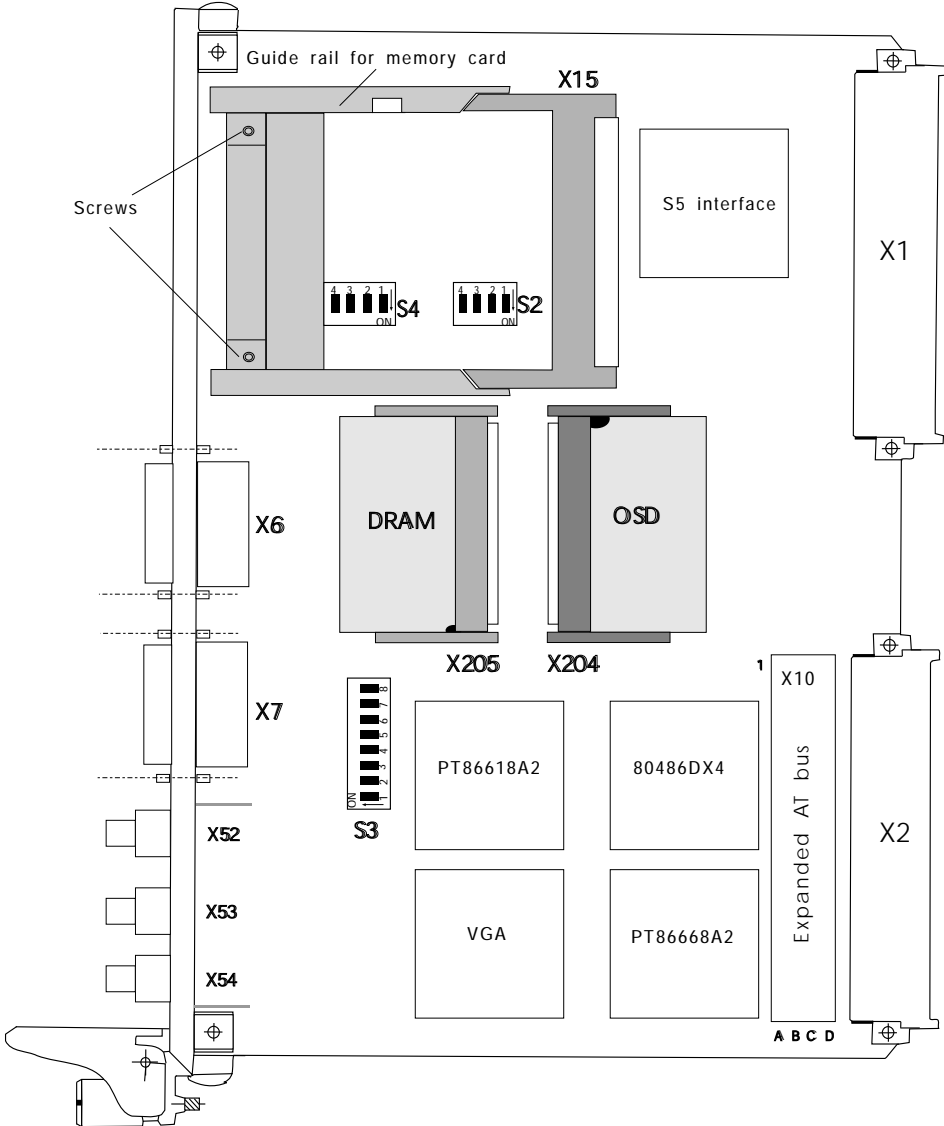 Guide rail for memory card
X15
Screws
S5 interface
X1
4 3 2 1
ON
S4
4 3 2 1
ON
S2
X6
DRAM
OSD
X205
X204
1
X10
X7
8
7
6
5
4
3
2
1
ON
S3
PT86618A2
80486DX4
Expanded AT bus
X2
X52
X53
X54
VGA
PT86668A2
A B C D